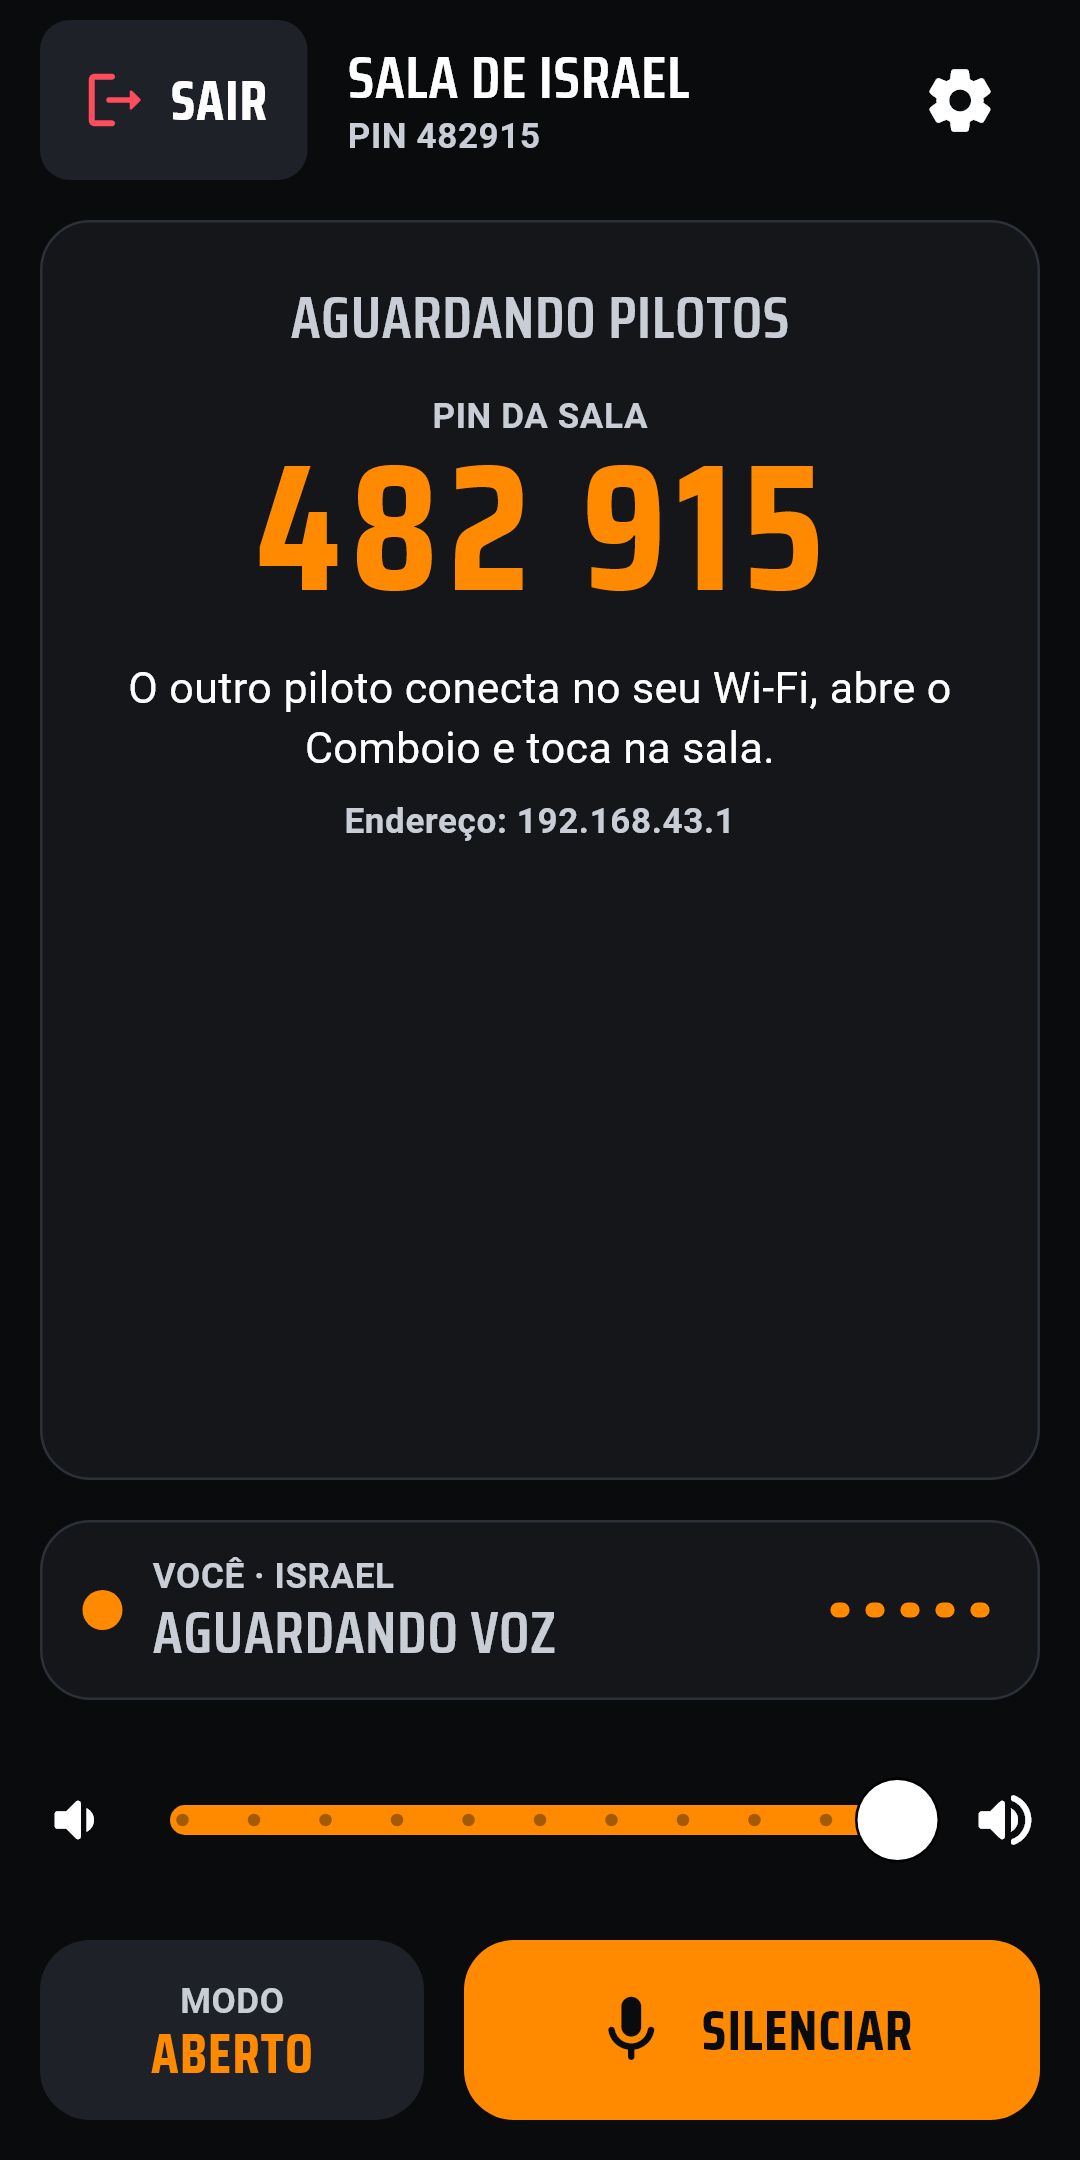 SAIR
SALA DE ISRAEL
PIN 482915
AGUARDANDO PILOTOS
PIN DA SALA
482 915
O outro piloto conecta no seu Wi-Fi, abre o
Comboio e toca na sala.
Endereço: 192.168.43.1
VOCÊ · ISRAEL
AGUARDANDO VOZ
MODO
ABERTO
SILENCIAR